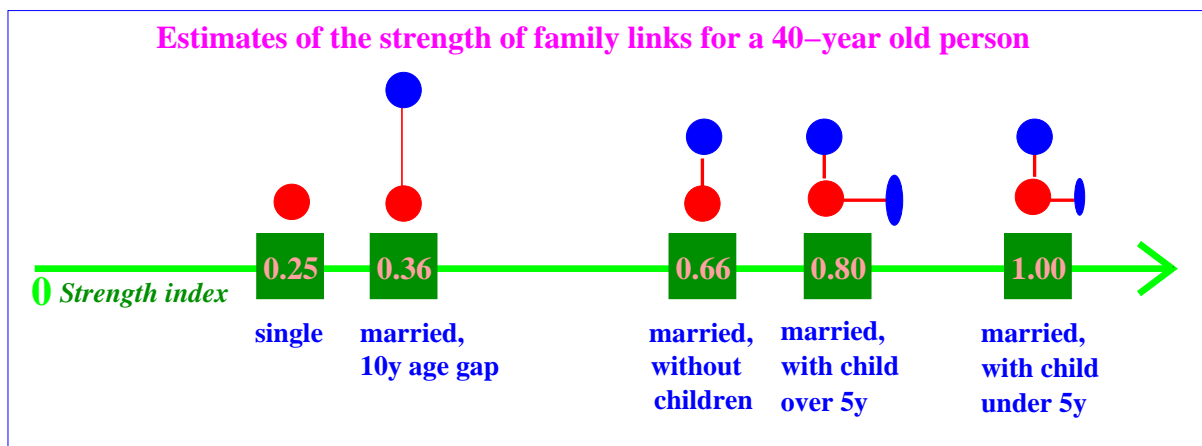 Estimates of the strength of family links for a 40−year old person
0.25
0.36
0.66
0.80
1.00
0 Strength index
single
married,
10y age gap
married,
without
children
married,
with child
over 5y
married,
with child
under 5y